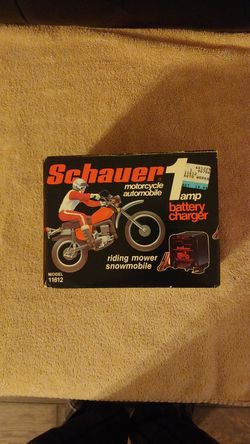 Schauer
motorcycle
automobile
1
amp
battery
charger
riding mower
snowmobile
MODEL
11612